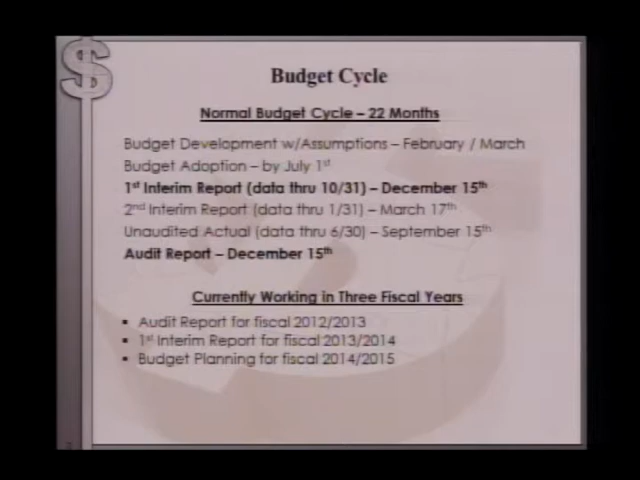 $
Budget Cycle
Normal Budget Cycle – 22 Months
Budget Development w/Assumptions – February / March
Budget Adoption – by July 1st
1st Interim Report (data thru 10/31) – December 15th
2nd Interim Report (data thru 1/31) – March 17th
Unaudited Actual (data thru 6/30) – September 15th
Audit Report – December 15th
Currently Working in Three Fiscal Years
▪ Audit Report for fiscal 2012/2013
▪ 1st Interim Report for fiscal 2013/2014
▪ Budget Planning for fiscal 2014/2015